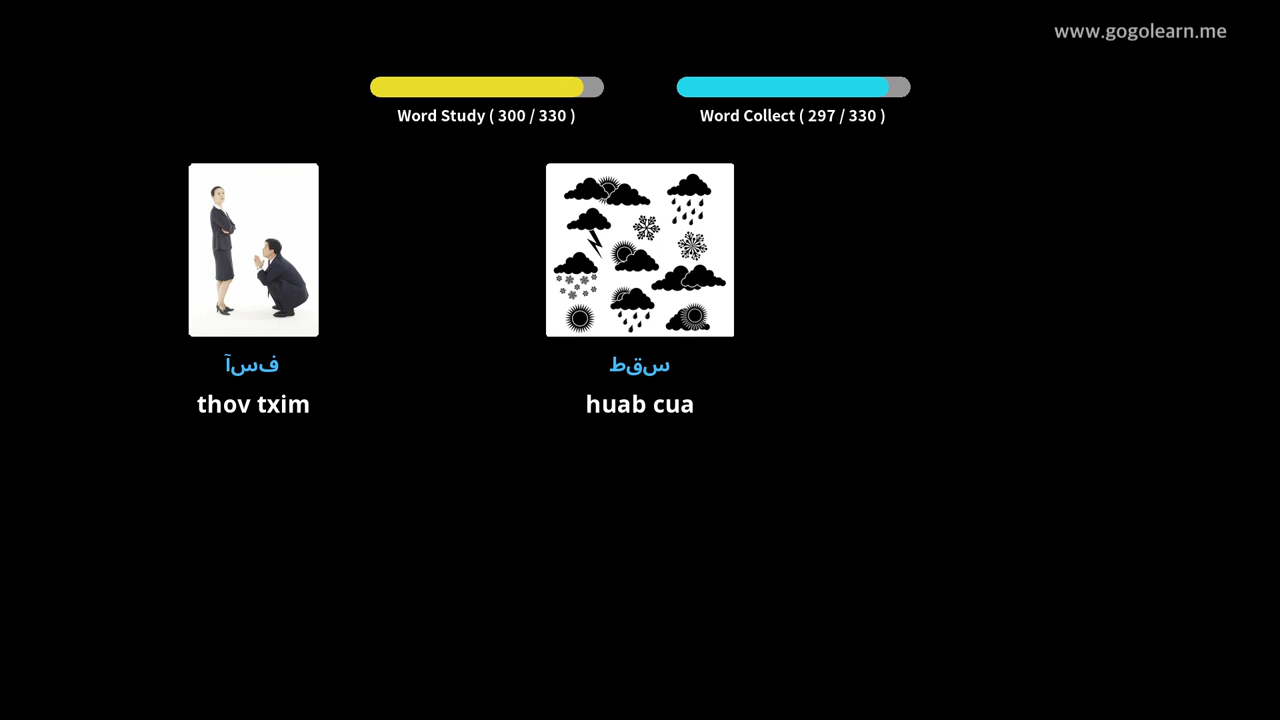 www.gogolearn.me
Word Study ( 300 / 330 )
Word Collect ( 297 / 330 )
فسآ
thov txim
سقط
huab cua